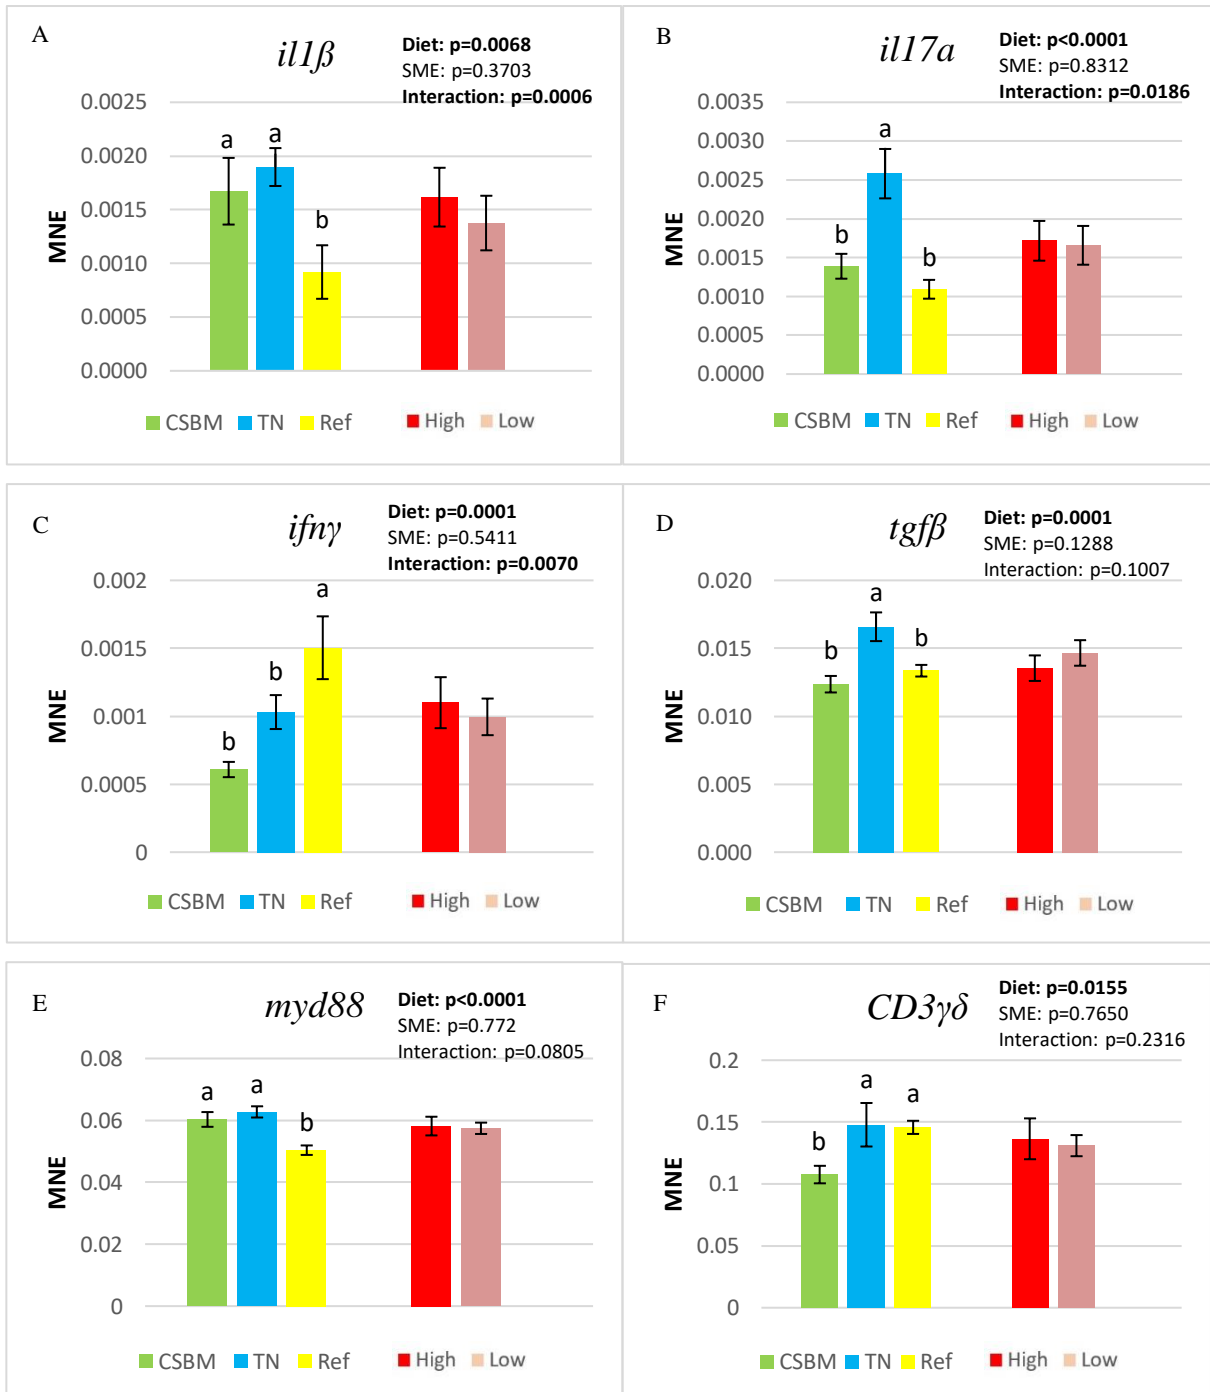 A
il1β
Diet: p=0.0068
SME: p=0.3703
Interaction: p=0.0006
0.0025
0.0020
0.0015
0.0010
0.0005
0.0000
MNE
a a b
CSBM TN Ref High Low
B
il17a
Diet: p<0.0001
SME: p=0.8312
Interaction: p=0.0186
0.0035
0.0030
0.0025
0.0020
0.0015
0.0010
0.0005
0.0000
MNE
b a b
CSBM TN Ref High Low
C
ifnγ
Diet: p=0.0001
SME: p=0.5411
Interaction: p=0.0070
0.002
0.0015
0.001
0.0005
0
MNE
b b a
CSBM TN Ref High Low
D
tgfβ
Diet: p=0.0001
SME: p=0.1288
Interaction: p=0.1007
0.020
0.015
0.010
0.005
0.000
MNE
b a b
CSBM TN Ref High Low
E
myd88
Diet: p<0.0001
SME: p=0.772
Interaction: p=0.0805
0.08
0.06
0.04
0.02
0
MNE
a a b
CSBM TN Ref High Low
F
CD3γδ
Diet: p=0.0155
SME: p=0.7650
Interaction: p=0.2316
0.2
0.15
0.1
0.05
0
MNE
b a a
CSBM TN Ref High Low